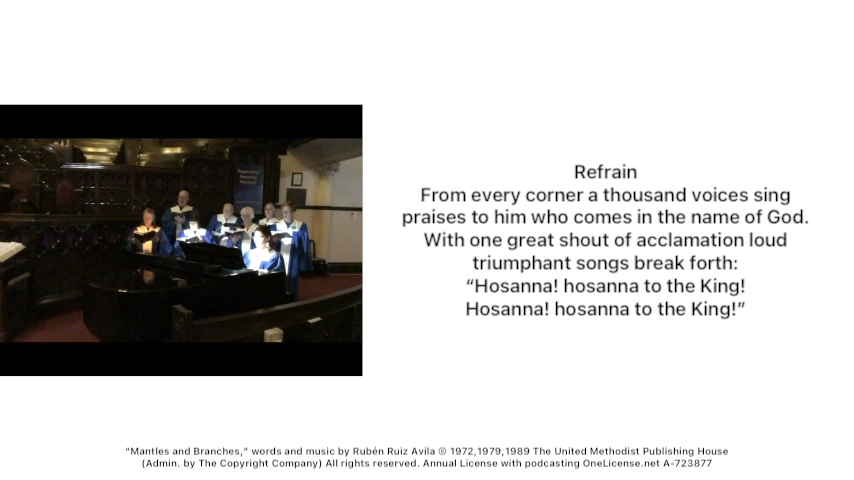 Refrain
From every corner a thousand voices sing
praises to him who comes in the name of God.
With one great shout of acclamation loud
triumphant songs break forth:
“Hosanna! hosanna to the King!
Hosanna! hosanna to the King!”
“Mantles and Branches,” words and music by Rubén Ruiz Avila © 1972,1979,1989 The United Methodist Publishing House
(Admin. by The Copyright Company) All rights reserved. Annual License with podcasting OneLicense.net A-723877